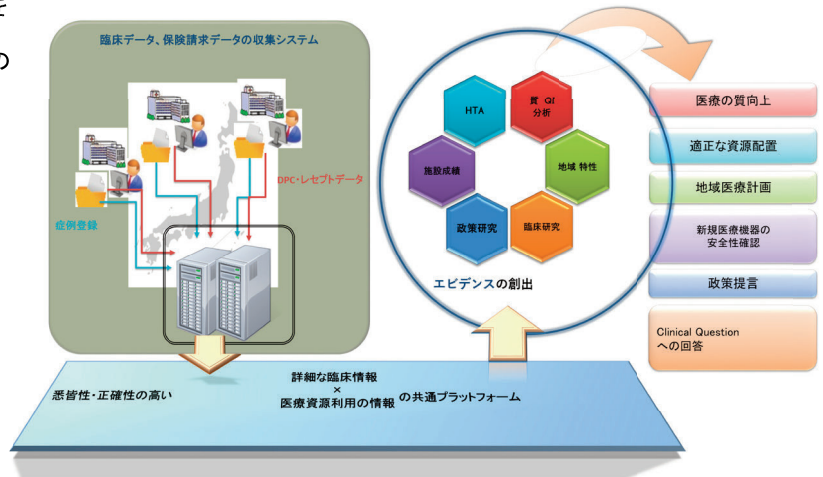 の
臨床データ、保険請求データの収集システム
DPC・レセプトデータ
症例登録
HTA
質 QI
分析
施設成績
地域 特性
政策研究
臨床研究
エビデンスの創出
医療の質向上
適正な資源配置
地域医療計画
新規医療機器の
安全性確認
政策提言
Clinical Question
への回答
悉皆性・正確性の高い
詳細な臨床情報
×
医療資源利用の情報
の共通プラットフォーム